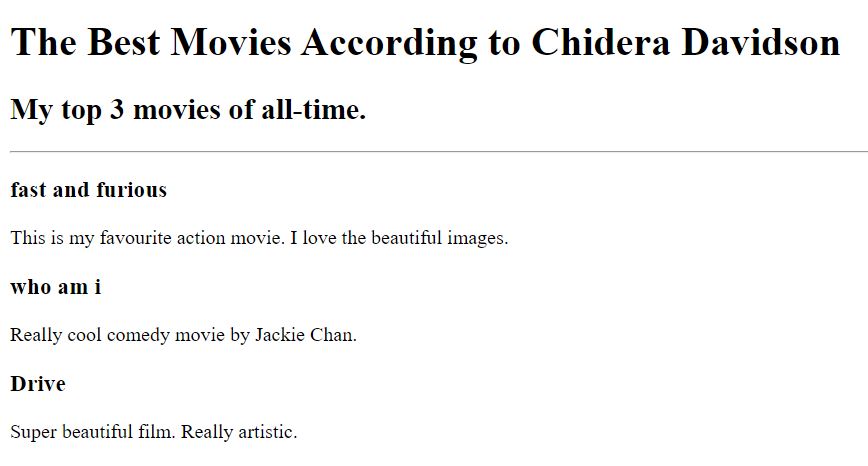 The Best Movies According to Chidera Davidson
My top 3 movies of all-time.
fast and furious
This is my favourite action movie. I love the beautiful images.
who am i
Really cool comedy movie by Jackie Chan.
Drive
Super beautiful film. Really artistic.